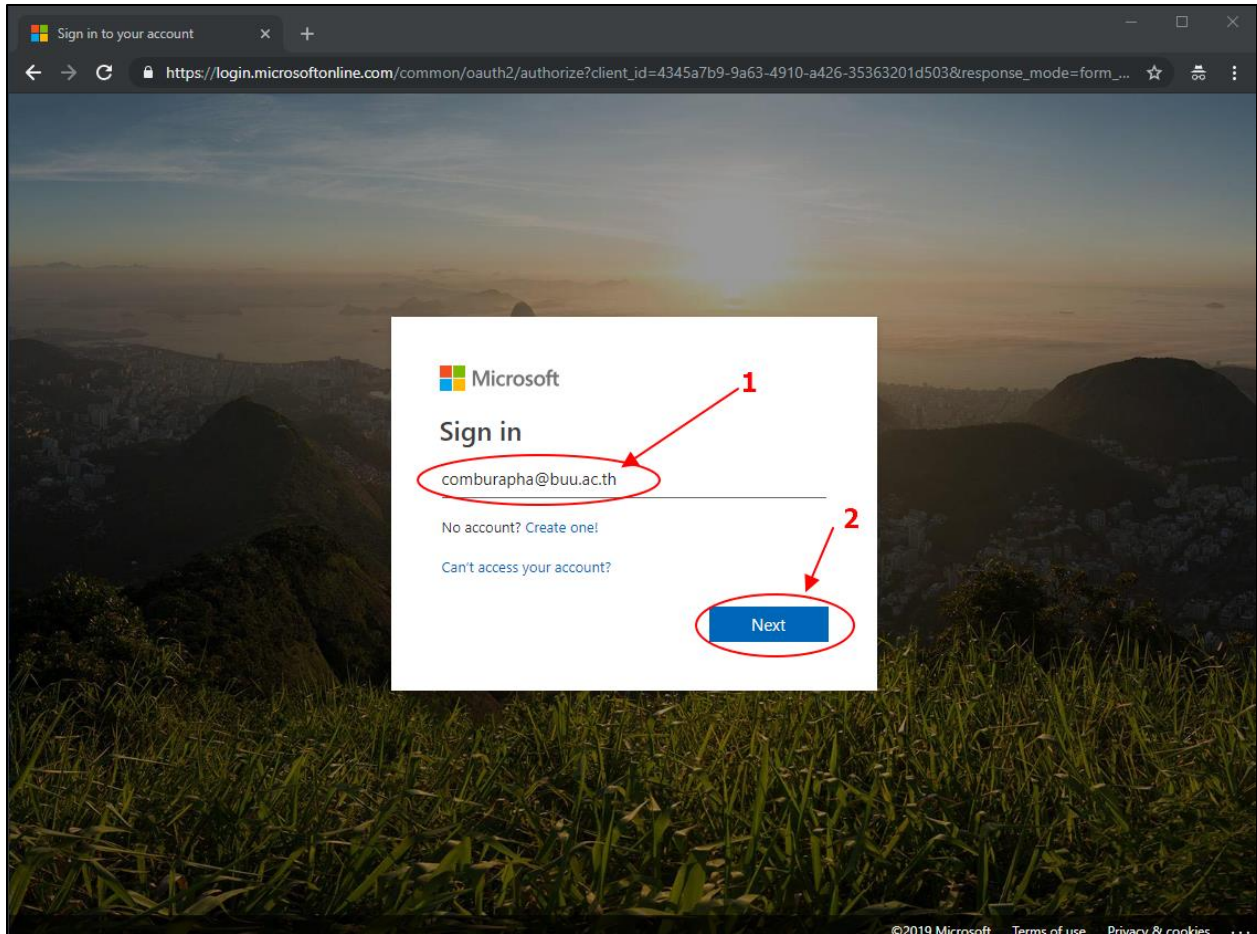 Sign in to your account
https://login.microsoftonline.com/common/oauth2/authorize?client_id=4345a7b9-9a63-4910-a426-35363201d503&response_mode=form_...
Microsoft
1
Sign in
comburapha@buu.ac.th
No account? Create one!
2
Can't access your account?
Next
©2019 Microsoft Terms of use Privacy & cookies ...